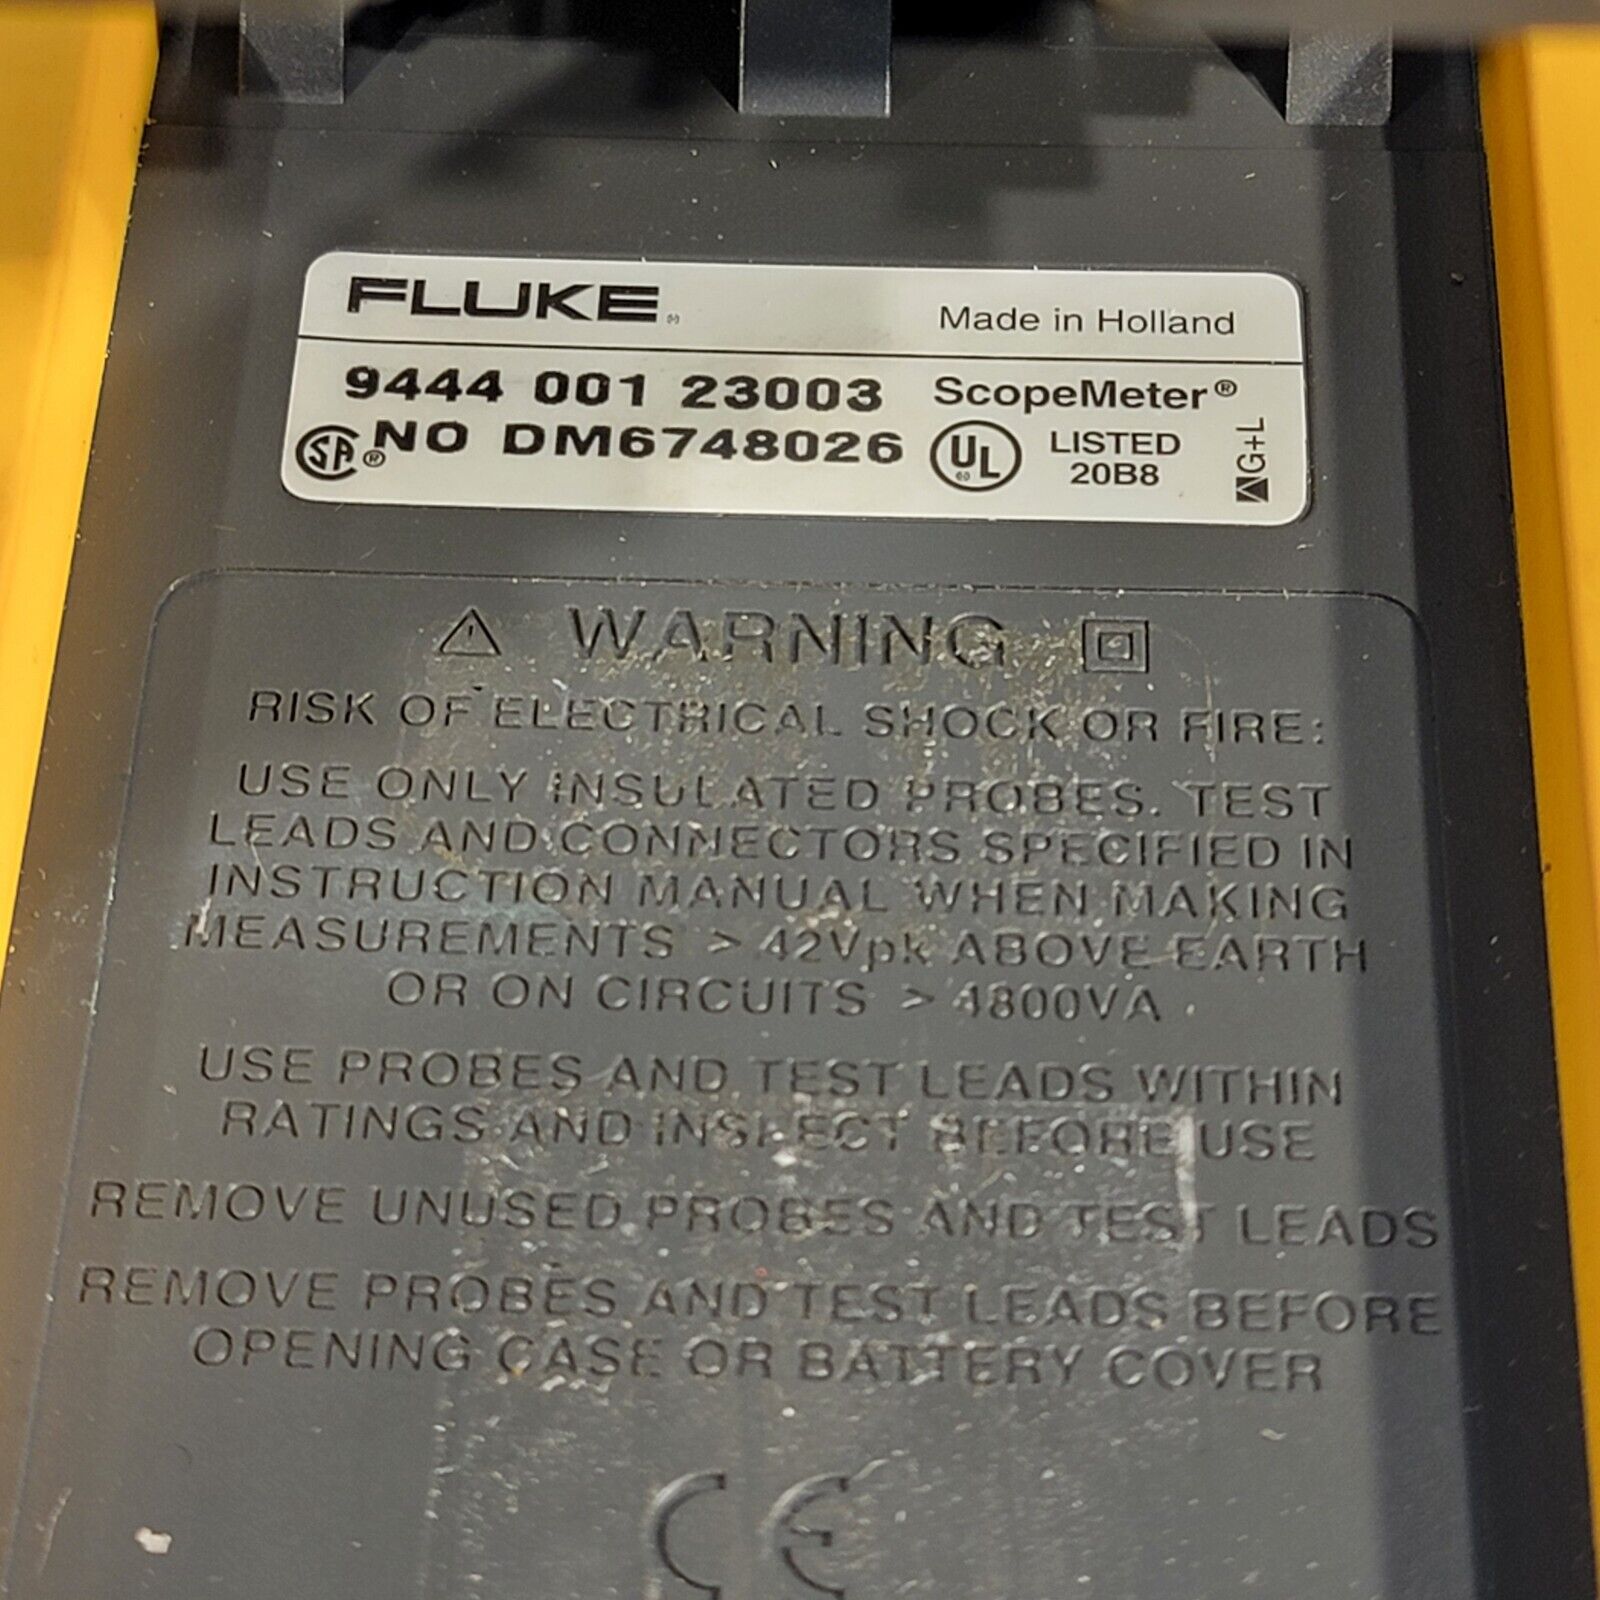 FLUKE
Made in Holland
9444 001 23003 ScopeMeter®
SA® NO DM6748026 UL LISTED
20B8
G+L
WARNING
RISK OF ELECTRICAL SHOCK OR FIRE:
USE ONLY INSULATED PROBES. TEST
LEADS AND CONNECTORS SPECIFIED IN
INSTRUCTION MANUAL WHEN MAKING
MEASUREMENTS > 42Vpk ABOVE EARTH
OR ON CIRCUITS > 4800VA
USE PROBES AND TEST LEADS WITHIN
RATINGS AND INSPECT BEFORE USE
REMOVE UNUSED PROBES AND TEST LEADS
REMOVE PROBES AND TEST LEADS BEFORE
OPENING CASE OR BATTERY COVER
CE